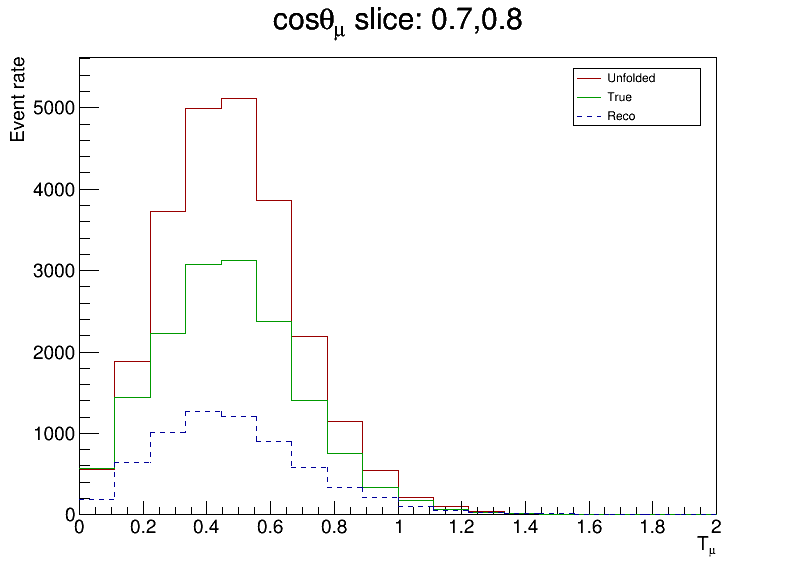 cosθμ slice: 0.7,0.8
Event rate
Unfolded
True
Reco
5000
4000
3000
2000
1000
0
0 0.2 0.4 0.6 0.8 1 1.2 1.4 1.6 1.8 2
Tμ